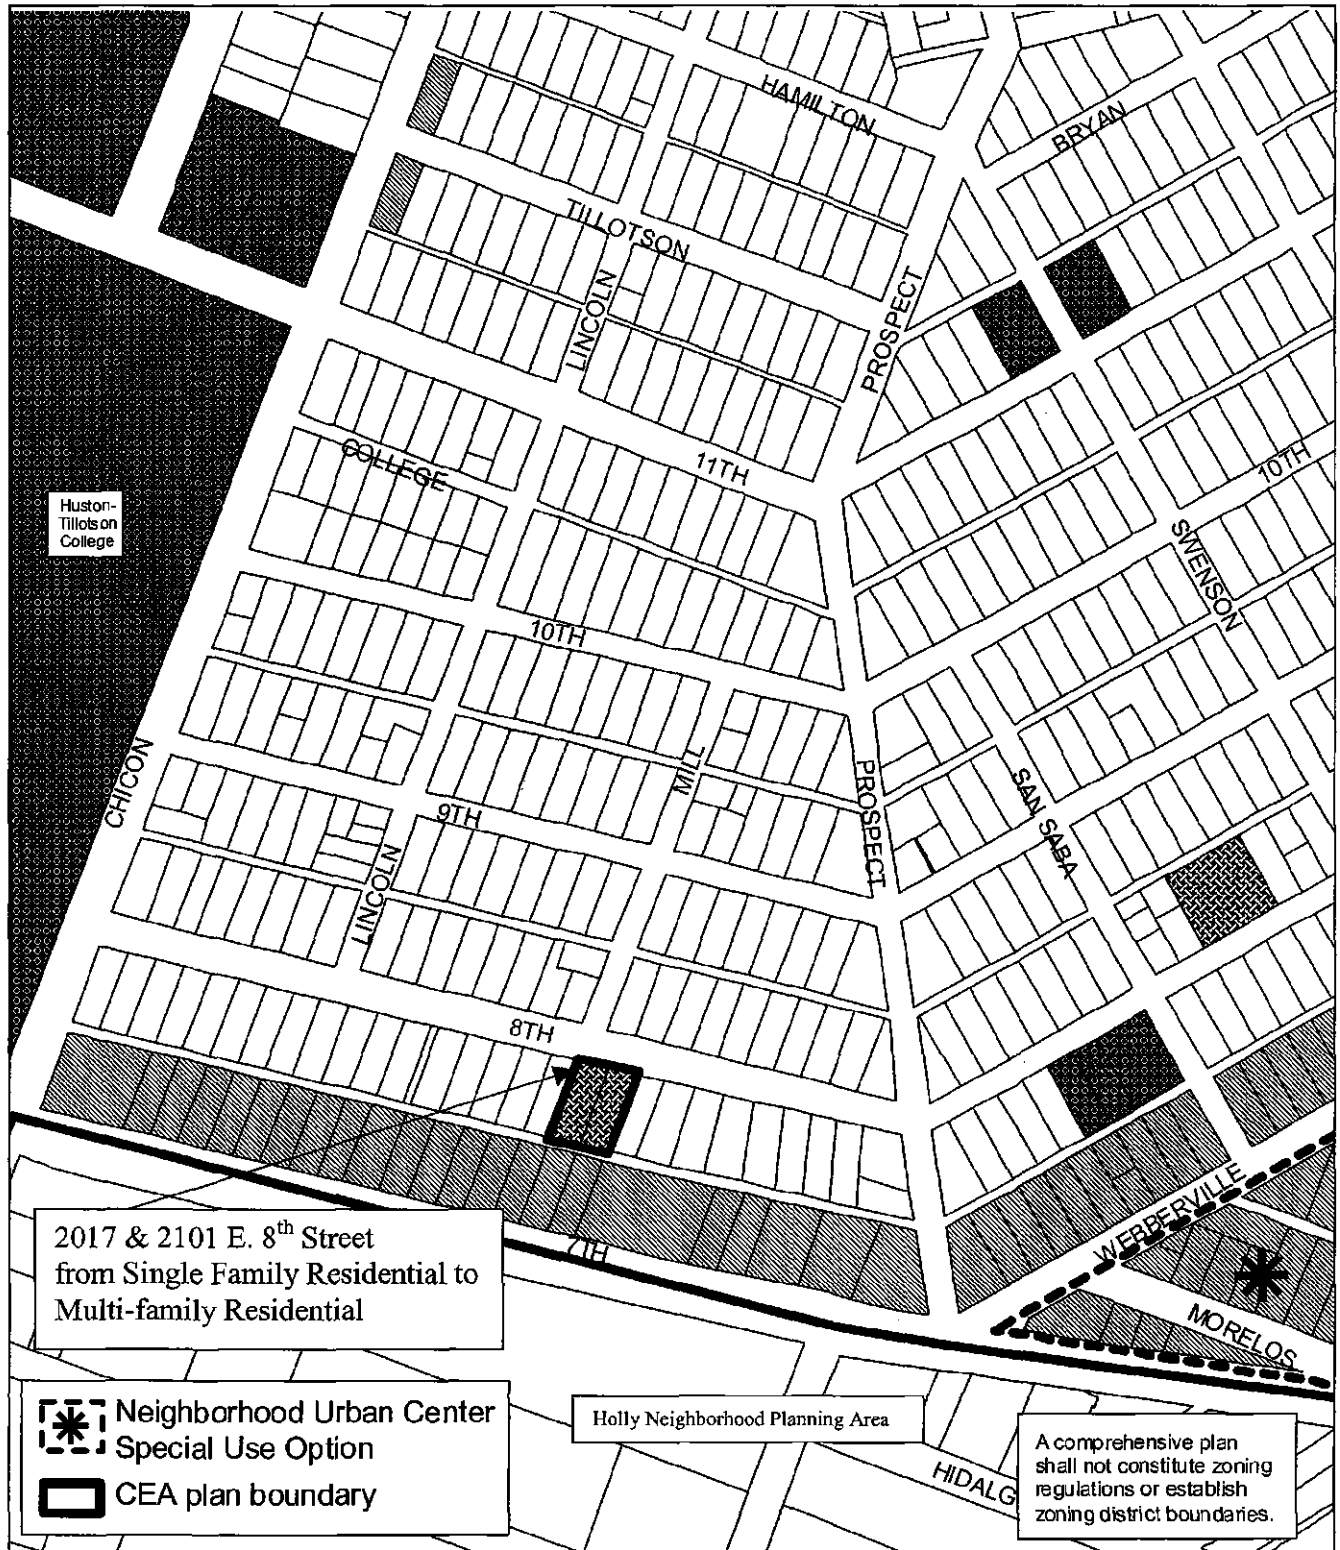 HAMILTON
BRYAN
TILLOTSON
LINCOLN
PROSPECT
11TH
10TH
COLLEGE
Huston-
Tillotson
College
SWENSON
10TH
CHICON
MILL
PROSPECT
SAN SABA
9TH
LINCOLN
8TH
WEBBERVILLE
7TH
MORELOS
2017 & 2101 E. 8th Street
from Single Family Residential to
Multi-family Residential
Neighborhood Urban Center
Special Use Option
CEA plan boundary
Holly Neighborhood Planning Area
HIDALG
A comprehensive plan
shall not constitute zoning
regulations or establish
zoning district boundaries.